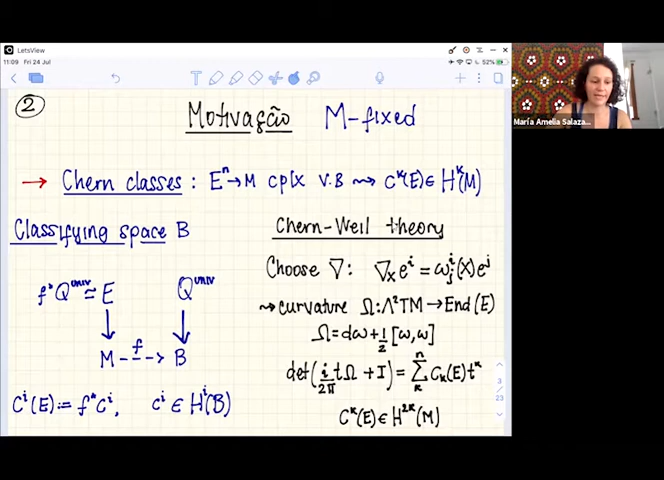 LetsView
11:09 Fri 24 Jul
52%
2
Motivação M-fixed
→ Chern classes: Eⁿ→M cplx V.B ⇝ Cᵏ(E)∈Hᵏ(M)
Classifying space B
f*Qᵘⁿⁱᵛ ≃ E Qᵘⁿⁱᵛ
f
M --> B
Cⁱ(E):= f*cⁱ, cⁱ ∈ Hⁱ(B)
Chern-Weil theory
Choose ∇: ∇ₓeⁱ = ωⱼⁱ(X)eʲ
⇝ curvature Ω: Λ²TM→End(E)
Ω=dω+1/2[ω,ω]
det(i/2π tΩ + I) = Σₖⁿ Cₖ(E)tᵏ
Cᵏ(E)∈H²ᵏ(M)
3
23
María Amelia Salaza...